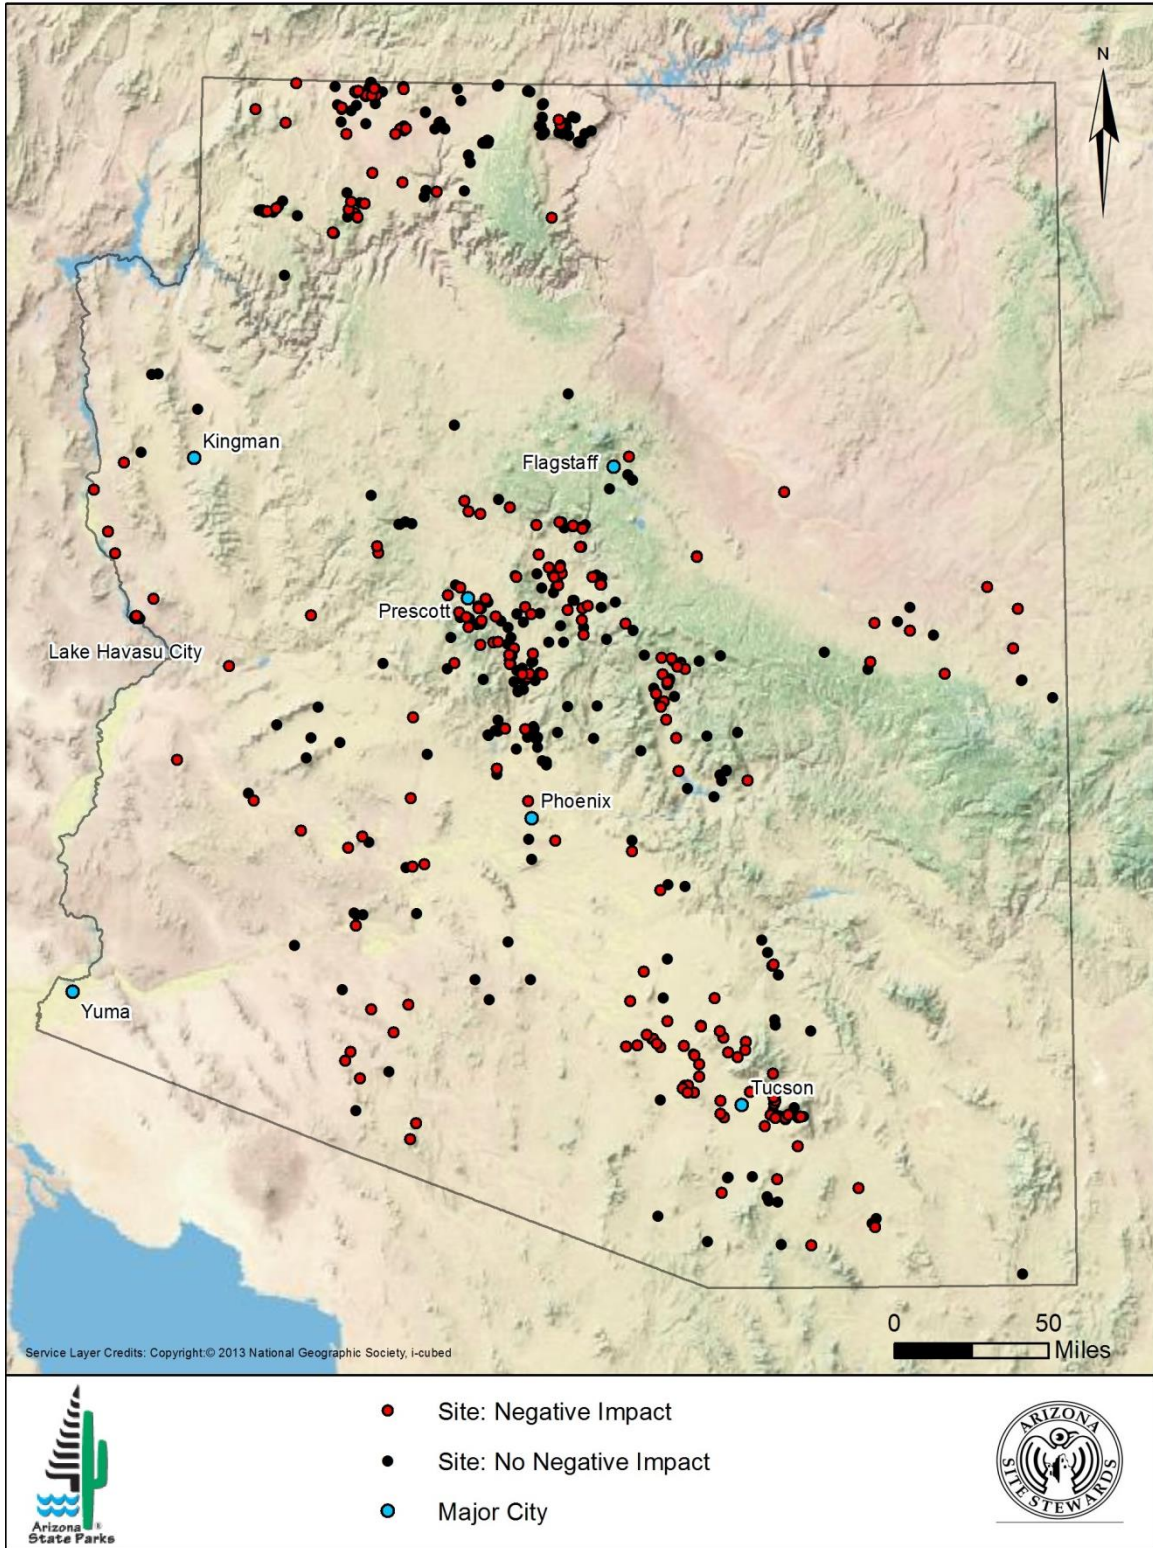 N
Kingman
Flagstaff
Prescott
Lake Havasu City
Phoenix
Yuma
Tucson
0 50
Miles
Service Layer Credits: Copyright:© 2013 National Geographic Society, i-cubed
Site: Negative Impact
Site: No Negative Impact
Major City
Arizona ®
State Parks
ARIZONA
SITE STEWARDS